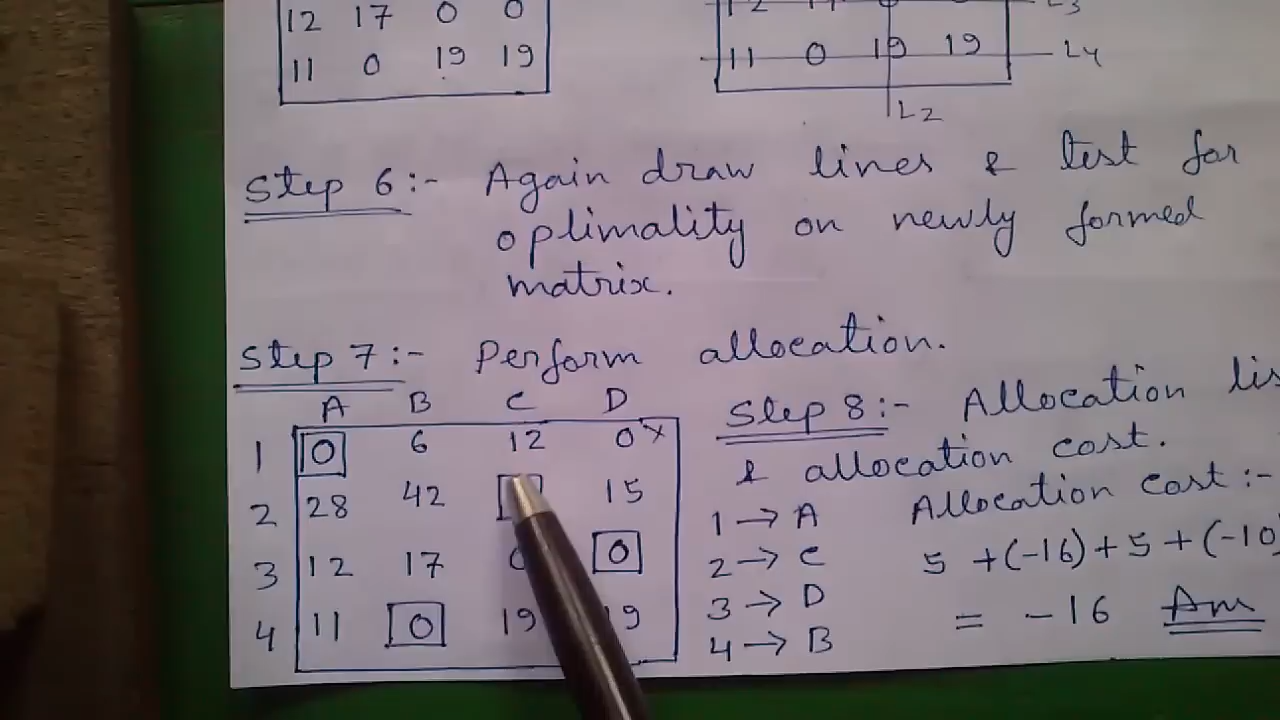 12 17 0 0
11 0 19 19
11 0 19 19 L4
L2
Step 6:- Again draw lines & test for
optimality on newly formed
matrix.
Step 7:- Perform allocation.
A B C D
1 0 6 12 0 x
2 28 42 15
3 12 17 0
4 11 0 19 19
Step 8:- Allocation
& allocation cost.
1 → A
2 → C
3 → D
4 → B
Allocation cost:-
5 + (-16) + 5 + (-10)
= -16 Ans